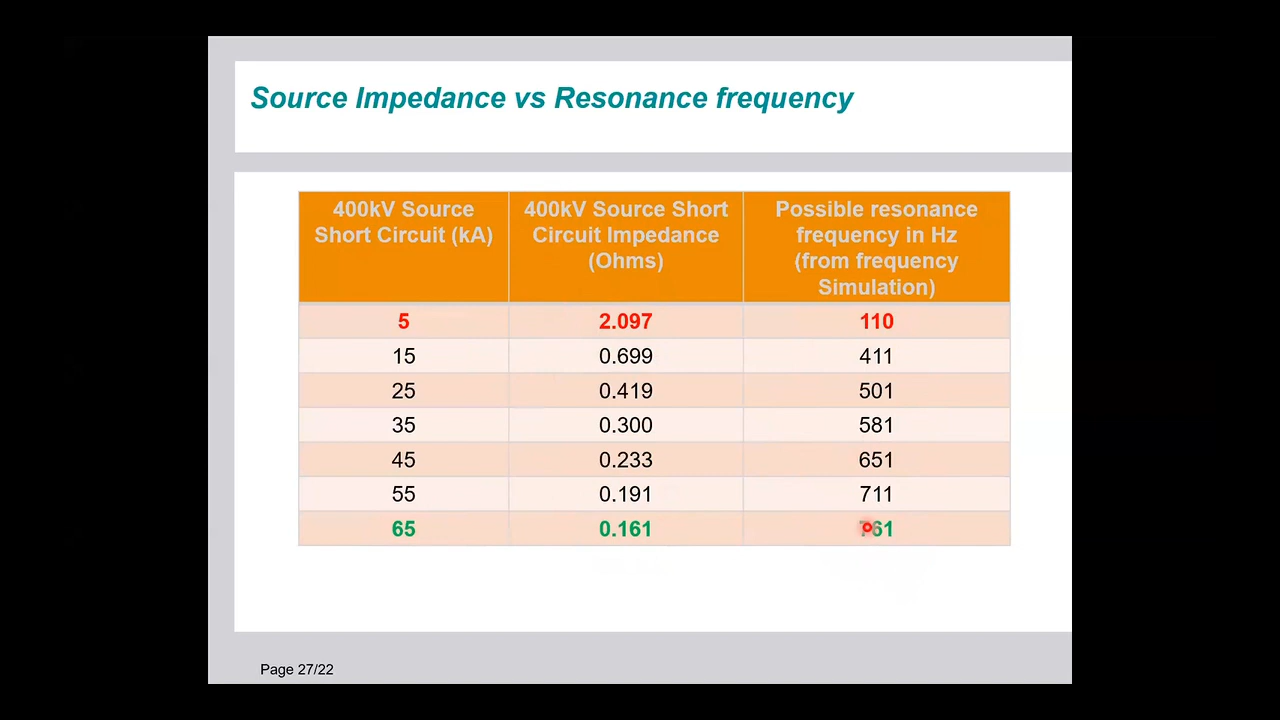 Source Impedance vs Resonance frequency
400kV Source
Short Circuit (kA)
400kV Source Short
Circuit Impedance
(Ohms)
Possible resonance
frequency in Hz
(from frequency
Simulation)
5 2.097 110
15 0.699 411
25 0.419 501
35 0.300 581
45 0.233 651
55 0.191 711
65 0.161 761
Page 27/22